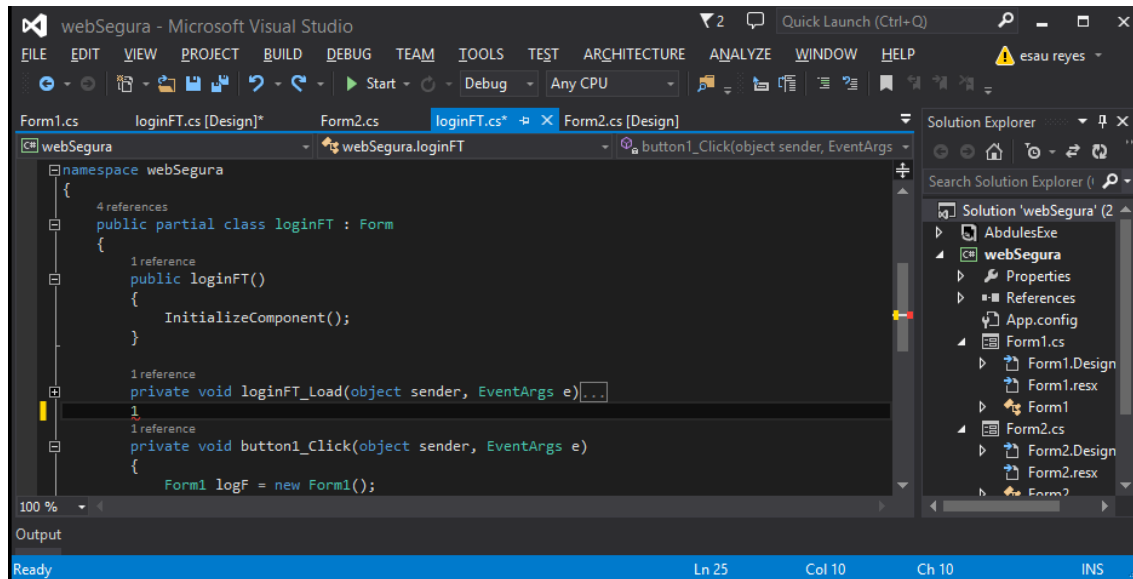 webSegura - Microsoft Visual Studio
2
Quick Launch (Ctrl+Q)
FILE EDIT VIEW PROJECT BUILD DEBUG TEAM TOOLS TEST ARCHITECTURE ANALYZE WINDOW HELP
esau reyes
Start Debug Any CPU
Form1.cs loginFT.cs [Design]* Form2.cs loginFT.cs* Form2.cs [Design]
C# webSegura webSegura.loginFT button1_Click(object sender, EventArgs
namespace webSegura
{
4 references
public partial class loginFT : Form
{
1 reference
public loginFT()
{
InitializeComponent();
}
1 reference
private void loginFT_Load(object sender, EventArgs e)...
1
1 reference
private void button1_Click(object sender, EventArgs e)
{
Form1 logF = new Form1();
100 %
Output
Ready Ln 25 Col 10 Ch 10 INS
Solution Explorer
Search Solution Explorer (
Solution 'webSegura' (2
AbdulesExe
C# webSegura
Properties
References
App.config
Form1.cs
Form1.Design
Form1.resx
Form1
Form2.cs
Form2.Design
Form2.resx
Form2